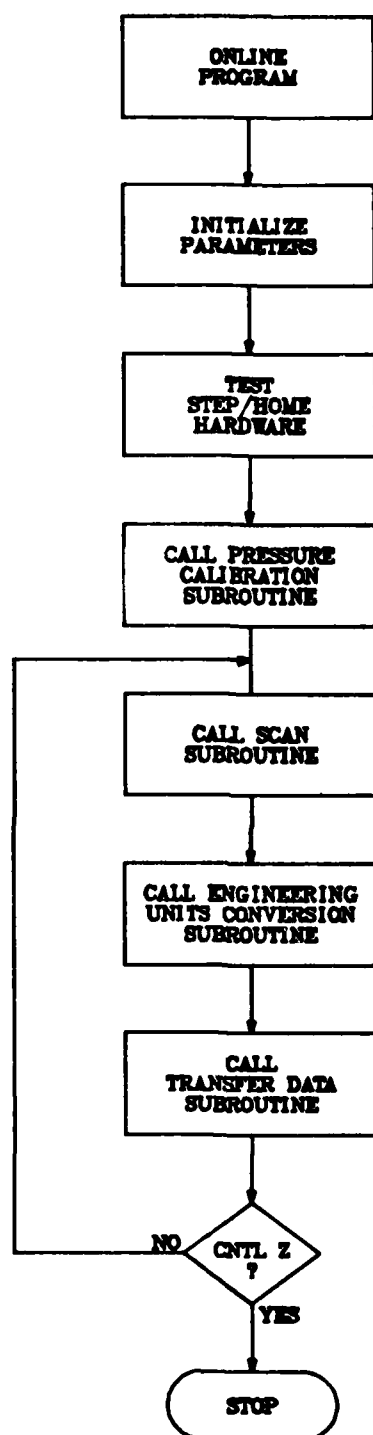 ONLINE
PROGRAM
INITIALIZE
PARAMETERS
TEST
STEP/HOME
HARDWARE
CALL PRESSURE
CALIBRATION
SUBROUTINE
CALL SCAN
SUBROUTINE
CALL ENGINEERING
UNITS CONVERSION
SUBROUTINE
CALL
TRANSFER DATA
SUBROUTINE
NO
CNTL Z
?
YES
STOP